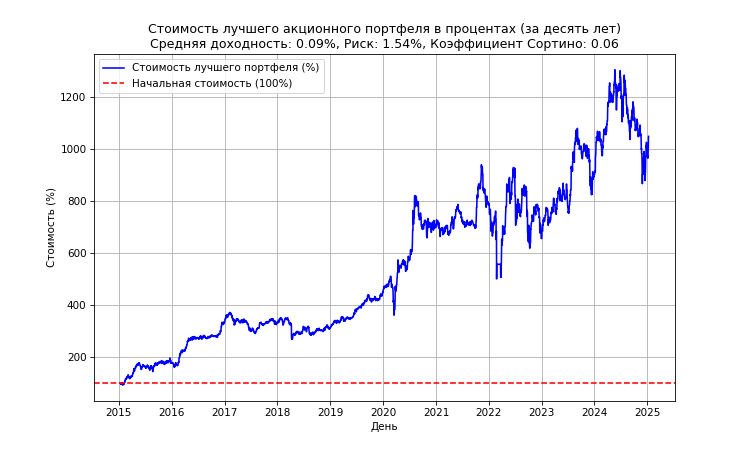 Стоимость лучшего акционного портфеля в процентах (за десять лет)
Средняя доходность: 0.09%, Риск: 1.54%, Коэффициент Сортино: 0.06
Стоимость лучшего портфеля (%)
Начальная стоимость (100%)
Стоимость (%)
1200
1000
800
600
400
200
2015 2016 2017 2018 2019 2020 2021 2022 2023 2024 2025
День